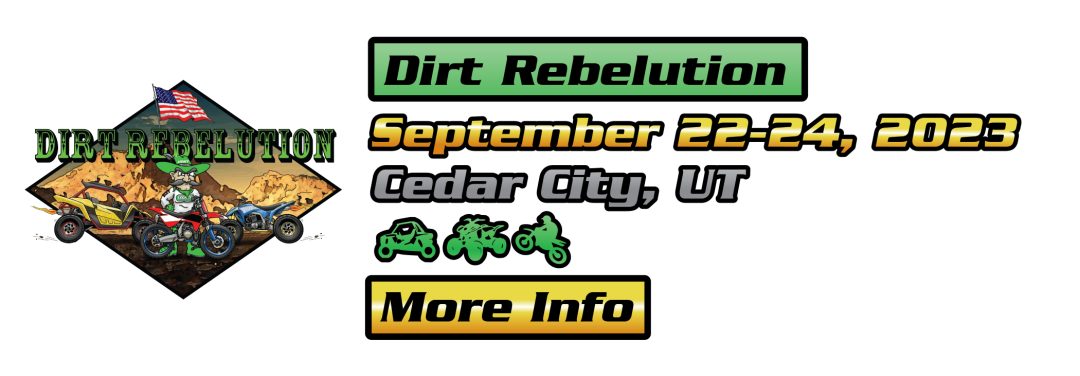 DIRT REBELUTION
Dirt Rebelution
September 22-24, 2023
Cedar City, UT
More Info